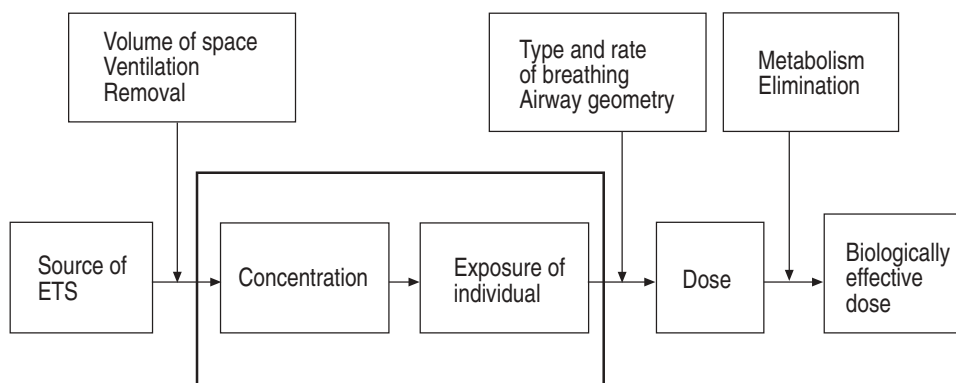 Volume of space
Ventilation
Removal
Type and rate
of breathing
Airway geometry
Metabolism
Elimination
Source of
ETS
Concentration
Exposure of
individual
Dose
Biologically
effective
dose